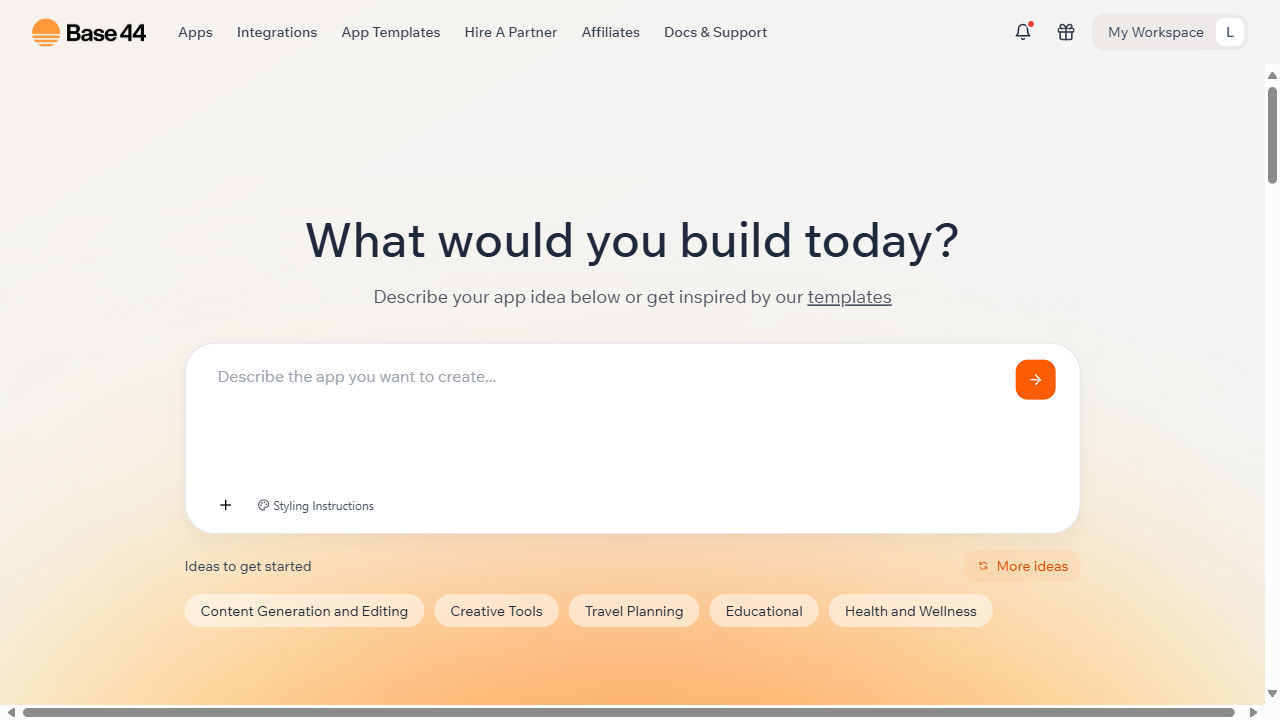 Base 44
Apps
Integrations
App Templates
Hire A Partner
Affiliates
Docs & Support
My Workspace
L
What would you build today?
Describe your app idea below or get inspired by our templates
Describe the app you want to create...
Styling Instructions
Ideas to get started
More ideas
Content Generation and Editing
Creative Tools
Travel Planning
Educational
Health and Wellness